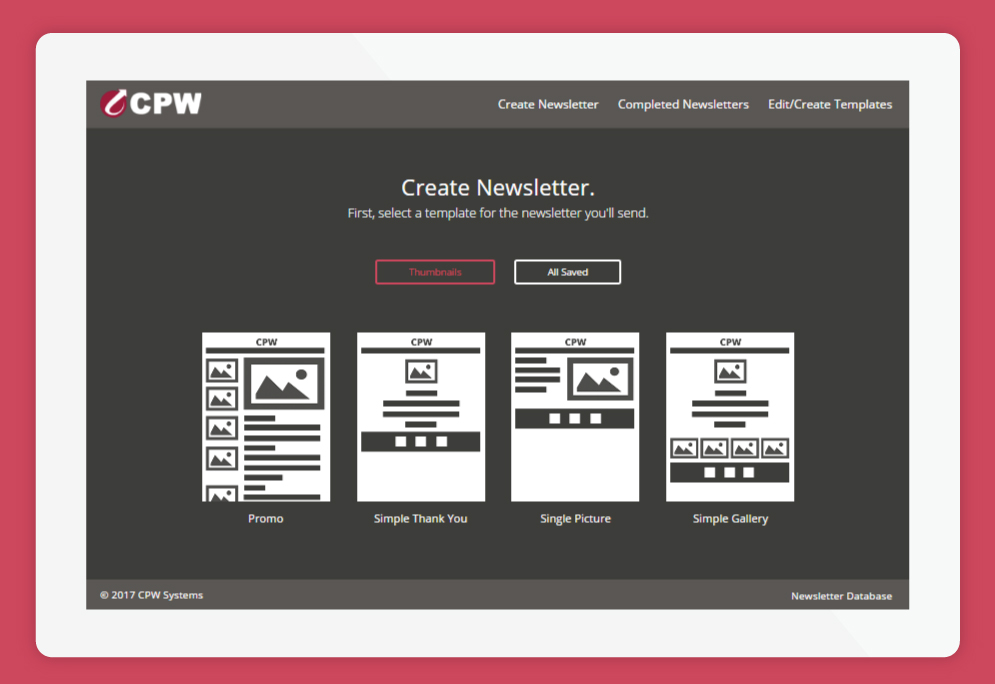 CPW
Create Newsletter Completed Newsletters Edit/Create Templates
Create Newsletter.
First, select a template for the newsletter you'll send.
Thumbnails All Saved
CPW CPW CPW CPW
Promo Simple Thank You Single Picture Simple Gallery
© 2017 CPW Systems Newsletter Database